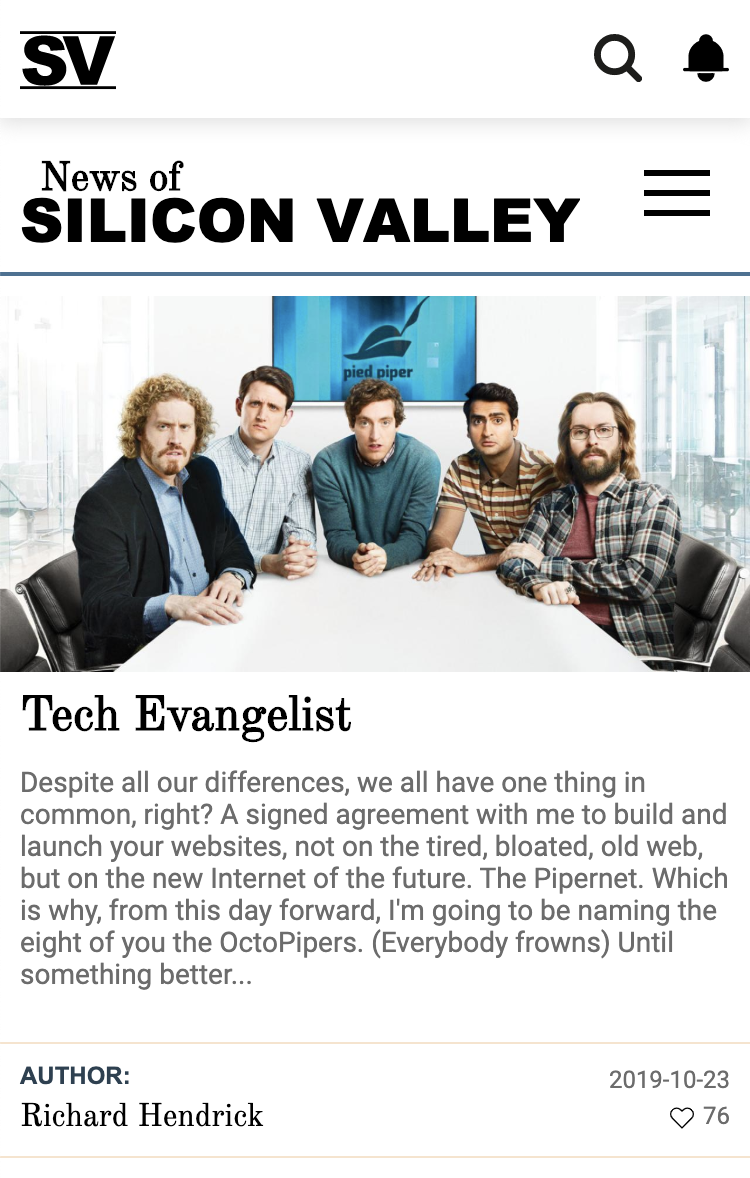 SV
News of
SILICON VALLEY
pied piper
Tech Evangelist
Despite all our differences, we all have one thing in
common, right? A signed agreement with me to build and
launch your websites, not on the tired, bloated, old web,
but on the new Internet of the future. The Pipernet. Which
is why, from this day forward, I'm going to be naming the
eight of you the OctoPipers. (Everybody frowns) Until
something better...
AUTHOR:
2019-10-23
Richard Hendrick
76